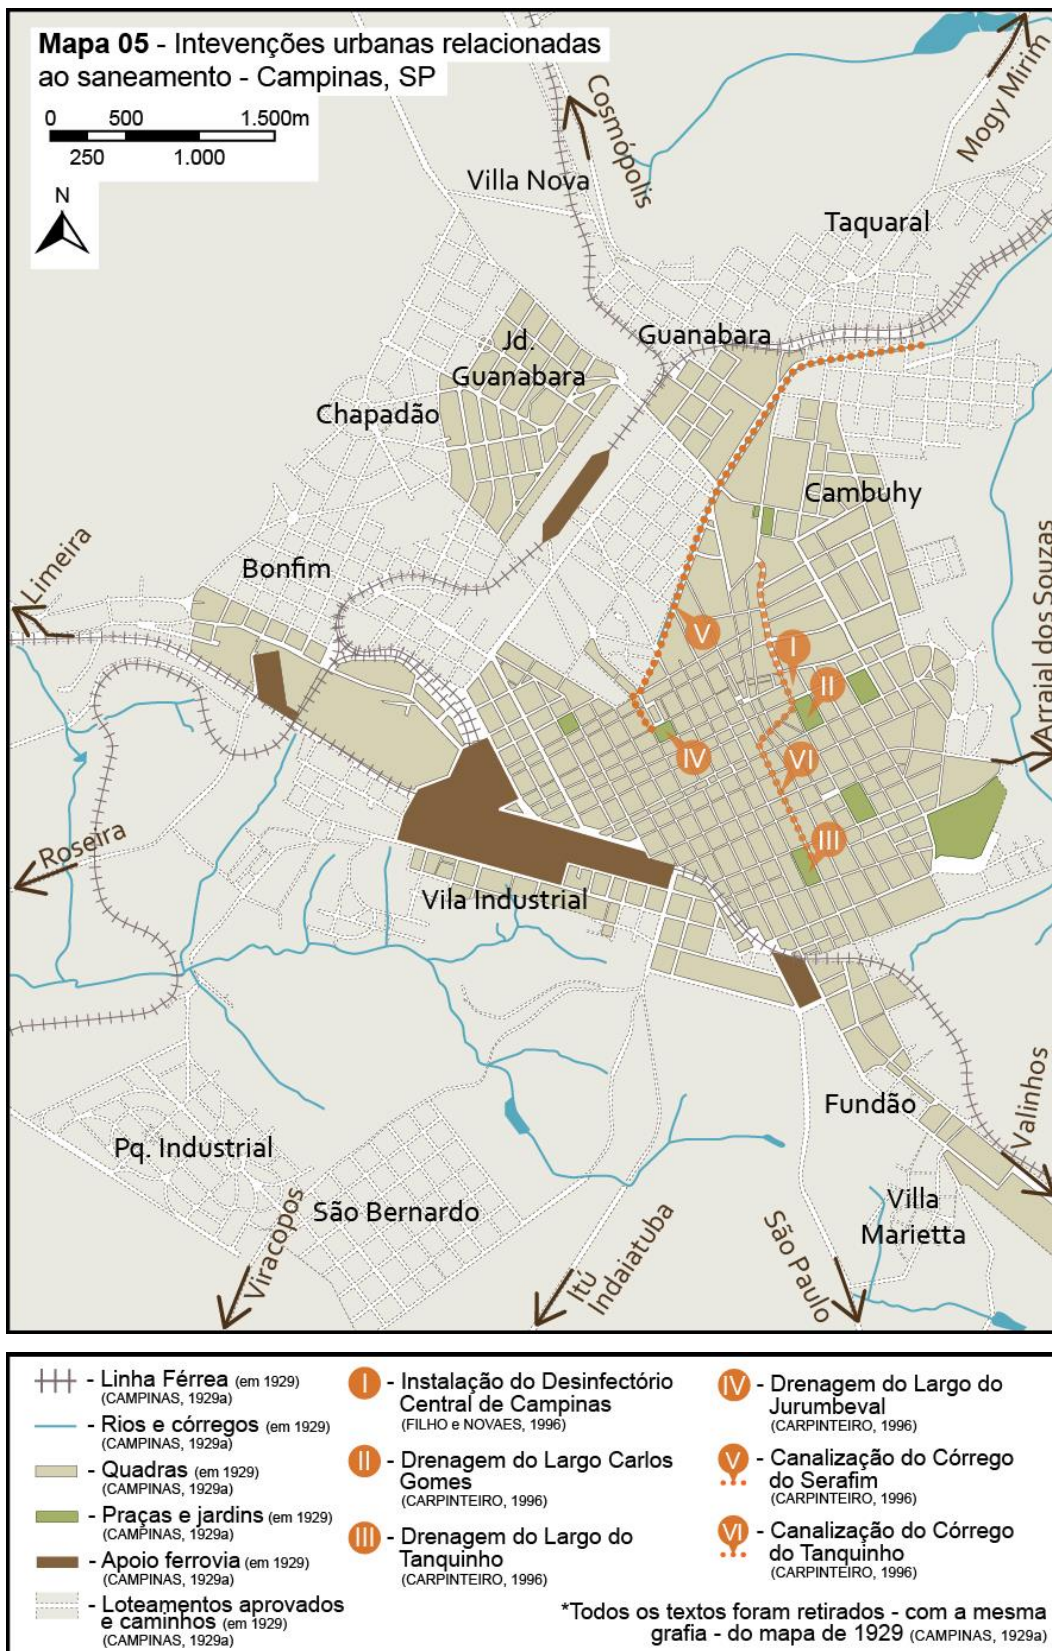 Mapa 05 - Intevenções urbanas relacionadas
ao saneamento - Campinas, SP
0 500 1.500m
250 1.000
N
Cosmópolis
Mogy Mirim
Villa Nova
Taquaral
Guanabara
Jd.
Guanabara
Chapadão
Cambuhy
Limeira
Bonfim
Arraial dos Souzas
V
I
II
IV
VI
III
Roseira
Vila Industrial
Fundão
Valinhos
Pq. Industrial
São Bernardo
Villa
Marietta
Viracopos
Itú
Indaiatuba
São Paulo
- Linha Férrea (em 1929)
(CAMPINAS, 1929a)
- Rios e córregos (em 1929)
(CAMPINAS, 1929a)
- Quadras (em 1929)
(CAMPINAS, 1929a)
- Praças e jardins (em 1929)
(CAMPINAS, 1929a)
- Apoio ferrovia (em 1929)
(CAMPINAS, 1929a)
- Loteamentos aprovados
e caminhos (em 1929)
(CAMPINAS, 1929a)
I - Instalação do Desinfectório
Central de Campinas
(FILHO e NOVAES, 1996)
II - Drenagem do Largo Carlos
Gomes
(CARPINTEIRO, 1996)
III - Drenagem do Largo do
Tanquinho
(CARPINTEIRO, 1996)
IV - Drenagem do Largo do
Jurumbeval
(CARPINTEIRO, 1996)
V - Canalização do Córrego
do Serafim
(CARPINTEIRO, 1996)
VI - Canalização do Córrego
do Tanquinho
(CARPINTEIRO, 1996)
*Todos os textos foram retirados - com a mesma
grafia - do mapa de 1929 (CAMPINAS, 1929a)